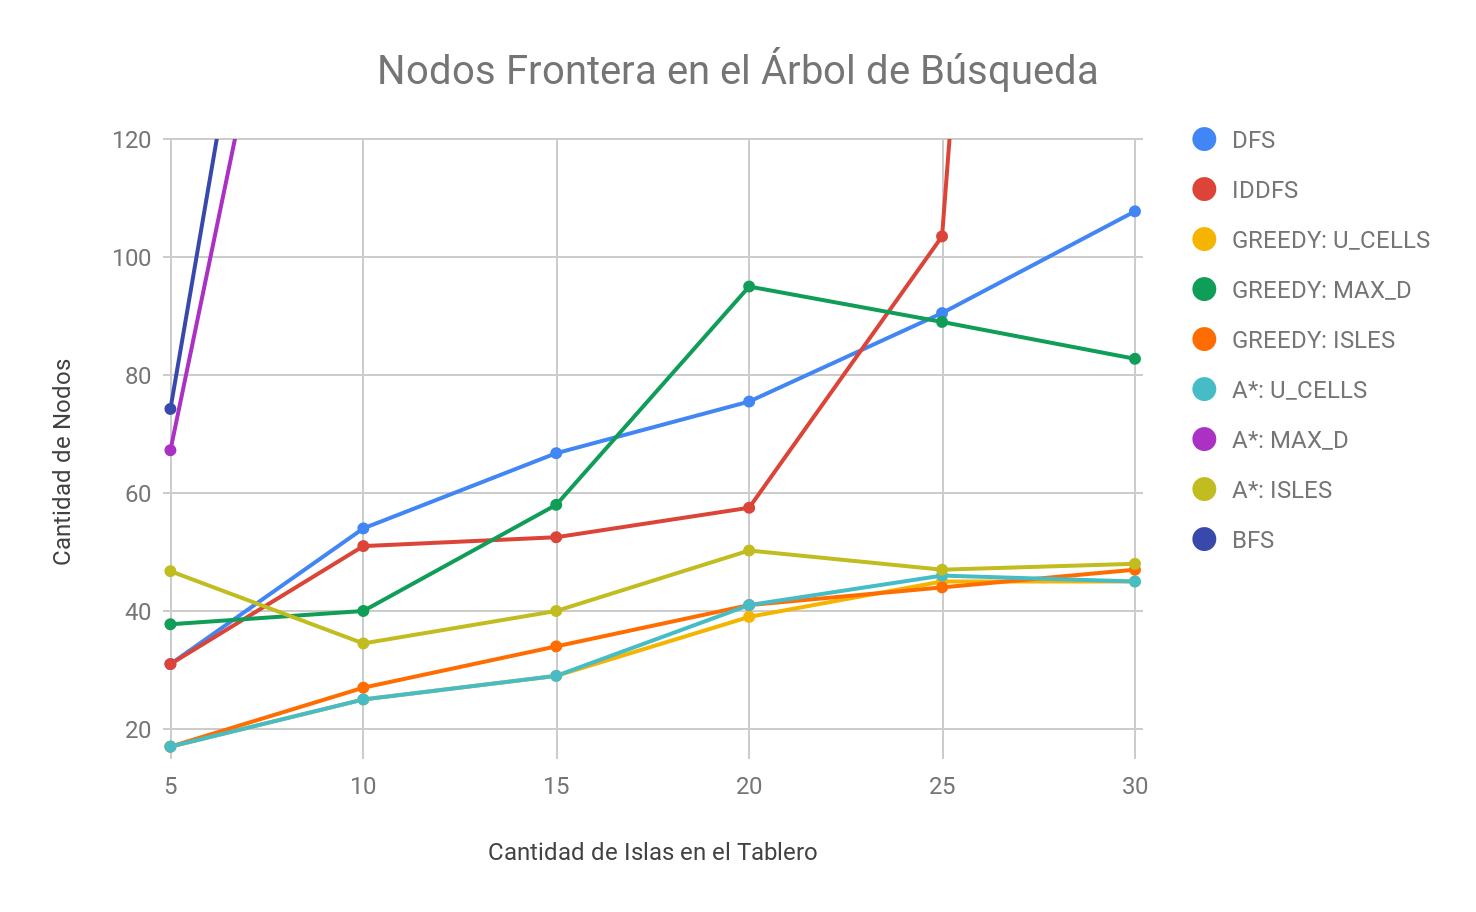 Nodos Frontera en el Árbol de Búsqueda
120
100
80
60
40
20
Cantidad de Nodos
5 10 15 20 25 30
Cantidad de Islas en el Tablero
DFS
IDDFS
GREEDY: U_CELLS
GREEDY: MAX_D
GREEDY: ISLES
A*: U_CELLS
A*: MAX_D
A*: ISLES
BFS